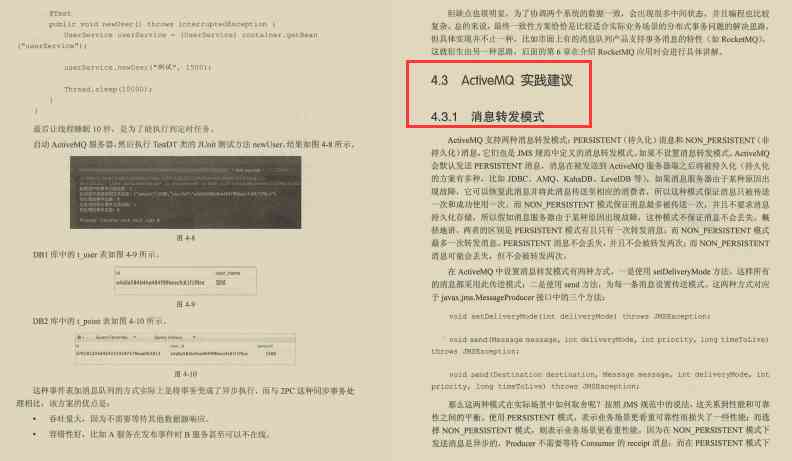 @Test
public void newUser() throws InterruptedException {
UserService userService = (UserService) container.getBean
("userService");
userService.newUser("测试", 1500);
Thread.sleep(10000);
}
}
最后让线程睡眠 10 秒，是为了能执行到定时任务。
启动 ActiveMQ 服务器,然后执行 TestDT 类的 JUnit 测试方法 newUser,结果如图 4-8 所示。
图 4-8
DB1 库中的 t_user 表如图 4-9 所示。
id user_name
测试
图 4-9
DB2 库中的 t_point 表如图 4-10 所示。
id user_id amount
1500
图 4-10
这种事件表加消息队列的方式实际上是将事务变成了异步执行，而与 2PC 这种同步事务处
理相比，该方案的优点是：
• 吞吐量大，因为不需要等待其他数据源响应。
• 容错性好，比如 A 服务在发布事件时 B 服务甚至可以不在线。
但缺点也很明显，为了协调两个系统的数据一致，会出现很多中间状态，并且编程也比较
复杂。总的来说，最终一致性方案恰恰是比较适合实际业务场景的分布式事务问题的解决思路，
但具体实现并不止一种，比如市面上有的消息队列产品支持事务消息的特性（如 RocketMQ），
这就衍生出另一种思路，后面的第 6 章在介绍 RocketMQ 应用时会进行具体讲解。
4.3 ActiveMQ 实践建议
4.3.1 消息转发模式
ActiveMQ 支持两种消息转发模式：PERSISTENT（持久化）消息和 NON_PERSISTENT（非
持久化）消息，它们也是 JMS 规范中定义的消息转发模式。如果不设置消息转发模式，ActiveMQ
会默认发送 PERSISTENT 消息，消息在被发送到 ActiveMQ 服务器端之后将被持久化，持久化
的方案有多种，比如 JDBC、AMQ、KahaDB、LevelDB 等）。如果消息服务器由于某种原因出
现故障，它可以恢复此消息并将此消息传送至相应的消费者，所以这种模式保证消息只被传送
一次和成功使用一次。而 NON_PERSISTENT 模式保证消息最多被传送一次，并且不要求消息
持久化存储，所以假如消息服务器由于某种原因出现故障，这种模式不保证消息不会丢失。概
括地讲，两者的区别是 PERSISTENT 模式有且只有一次转发消息，而 NON_PERSISTENT 模式
最多一次转发消息。PERSISTENT 消息不会丢失，并且不会被转发两次；而 NON_PERSISTENT
消息可能会丢失，但不会被转发两次。
在 ActiveMQ 中设置消息转发模式有两种方式，一是使用 setDeliveryMode 方法，这样所有
的消息都采用此传送模式；二是使用 send 方法，为每一条消息设置传送模式。这两种方式对应
于 javax.jms.MessageProducer 接口中的三个方法：
void setDeliveryMode(int deliveryMode) throws JMSException;
void send(Message message, int deliveryMode, int priority, long timeToLive)
throws JMSException;
void send(Destination destination, Message message, int deliveryMode, int
priority, long timeToLive) throws JMSException;
那么这两种模式在实际场景中如何取舍呢？按照 JMS 规范中的说法，这关系到性能和可靠
性之间的平衡，使用 PERSISTENT 模式，表示业务场景更看重可靠性而损失了一些性能；而选
择 NON_PERSISTENT 模式，则表示业务场景更看重性能，因为在 NON_PERSISTENT 模式下
发送消息是异步的，Producer 不需要等待 Consumer 的 receipt 消息；而在 PERSISTENT 模式下